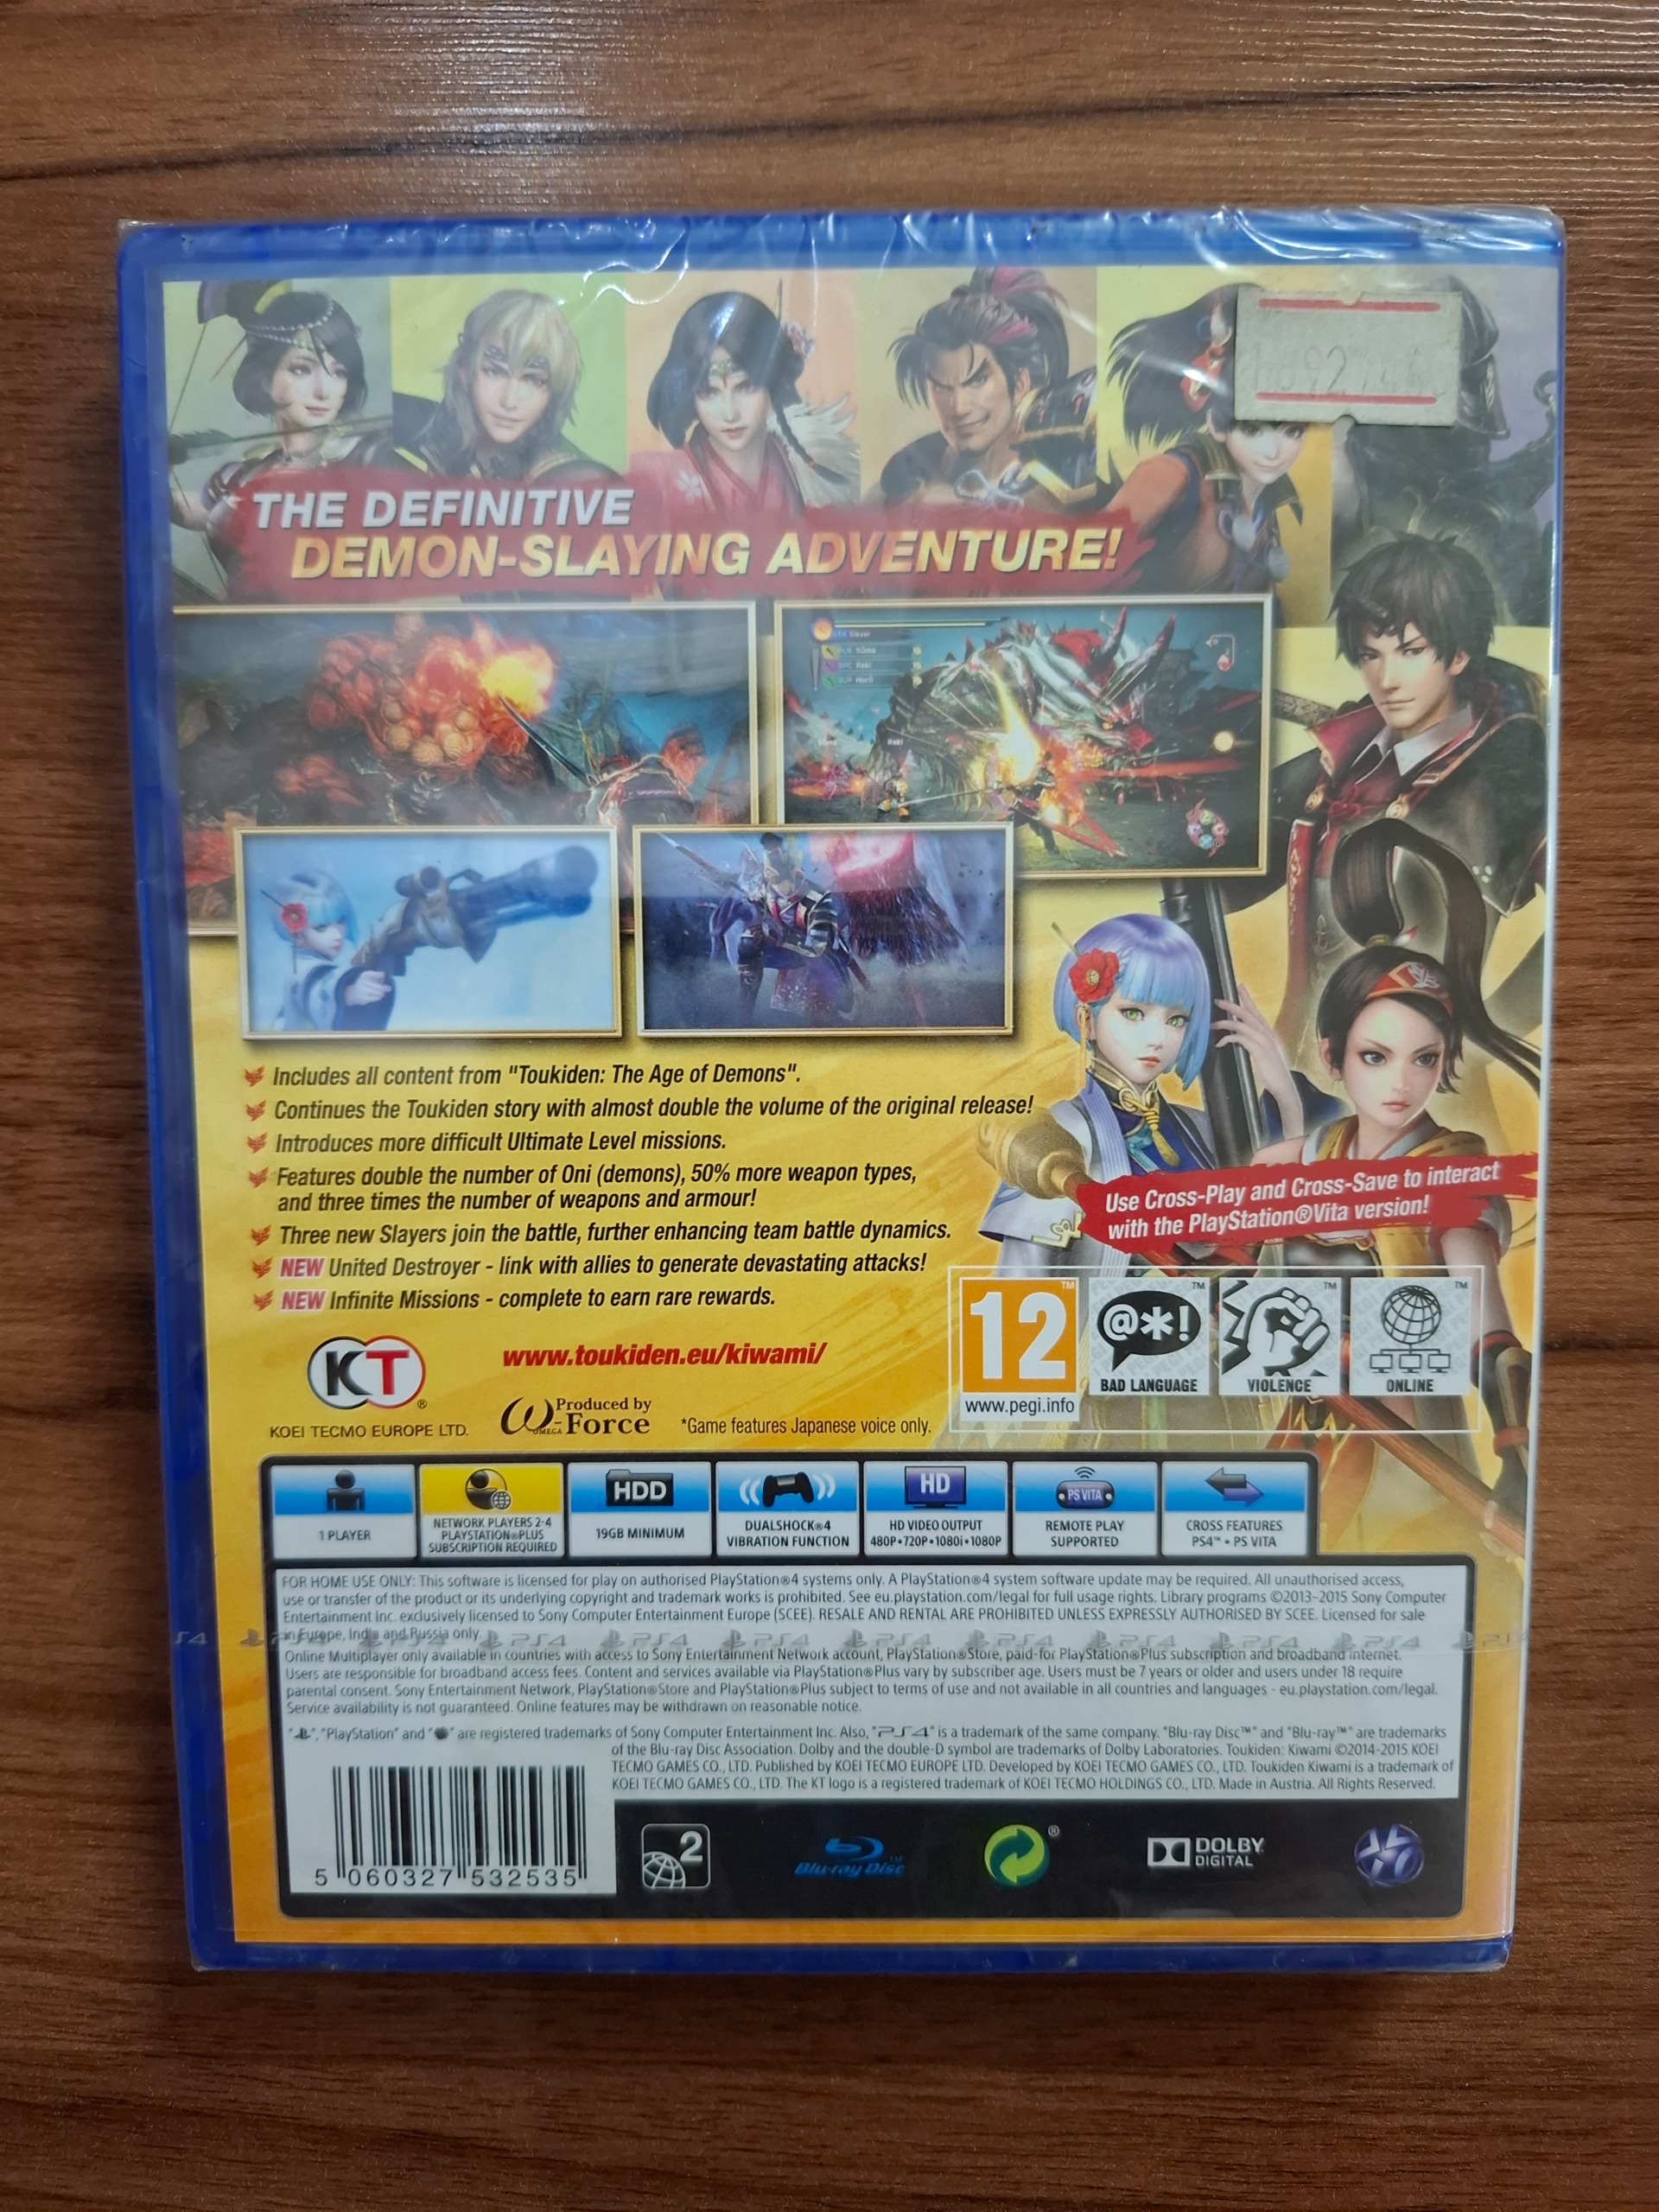 THE DEFINITIVE
DEMON-SLAYING ADVENTURE!
Slayer
Sōma
Reki
Horō
Reki
Includes all content from "Toukiden: The Age of Demons".
Continues the Toukiden story with almost double the volume of the original release!
Introduces more difficult Ultimate Level missions.
Features double the number of Oni (demons), 50% more weapon types,
and three times the number of weapons and armour!
Three new Slayers join the battle, further enhancing team battle dynamics.
NEW United Destroyer - link with allies to generate devastating attacks!
NEW Infinite Missions - complete to earn rare rewards.
Use Cross-Play and Cross-Save to interact
with the PlayStation®Vita version!
12™
www.pegi.info
@*!™
BAD LANGUAGE
™
VIOLENCE
™
ONLINE
KT®
KOEI TECMO EUROPE LTD.
www.toukiden.eu/kiwami/
Produced by
ω-Force
OMEGA
*Game features Japanese voice only.
1 PLAYER
NETWORK PLAYERS 2-4
PLAYSTATION®PLUS
SUBSCRIPTION REQUIRED
HDD
19GB MINIMUM
DUALSHOCK®4
VIBRATION FUNCTION
HD
HD VIDEO OUTPUT
480P•720P•1080i•1080P
PS VITA
REMOTE PLAY
SUPPORTED
CROSS FEATURES
PS4™ • PS VITA
FOR HOME USE ONLY: This software is licensed for play on authorised PlayStation®4 systems only. A PlayStation®4 system software update may be required. All unauthorised access,
use or transfer of the product or its underlying copyright and trademark works is prohibited. See eu.playstation.com/legal for full usage rights. Library programs ©2013-2015 Sony Computer
Entertainment Inc. exclusively licensed to Sony Computer Entertainment Europe (SCEE). RESALE AND RENTAL ARE PROHIBITED UNLESS EXPRESSLY AUTHORISED BY SCEE. Licensed for sale
in Europe, India and Russia only.
PS4 PS4 PS4 PS4 PS4 PS4 PS4 PS4 PS4 PS4 PS4
Online Multiplayer only available in countries with access to Sony Entertainment Network account, PlayStation®Store, paid-for PlayStation®Plus subscription and broadband internet.
Users are responsible for broadband access fees. Content and services available via PlayStation®Plus vary by subscriber age. Users must be 7 years or older and users under 18 require
parental consent. Sony Entertainment Network, PlayStation®Store and PlayStation®Plus subject to terms of use and not available in all countries and languages - eu.playstation.com/legal.
Service availability is not guaranteed. Online features may be withdrawn on reasonable notice.
"", "PlayStation" and "" are registered trademarks of Sony Computer Entertainment Inc. Also, "PS4" is a trademark of the same company. "Blu-ray Disc™" and "Blu-ray™" are trademarks
of the Blu-ray Disc Association. Dolby and the double-D symbol are trademarks of Dolby Laboratories. Toukiden: Kiwami ©2014-2015 KOEI
TECMO GAMES CO., LTD. Published by KOEI TECMO EUROPE LTD. Developed by KOEI TECMO GAMES CO., LTD. Toukiden Kiwami is a trademark of
KOEI TECMO GAMES CO., LTD. The KT logo is a registered trademark of KOEI TECMO HOLDINGS CO., LTD. Made in Austria. All Rights Reserved.
5 060327 532535
2
Blu-ray Disc™
®
DOLBY
DIGITAL